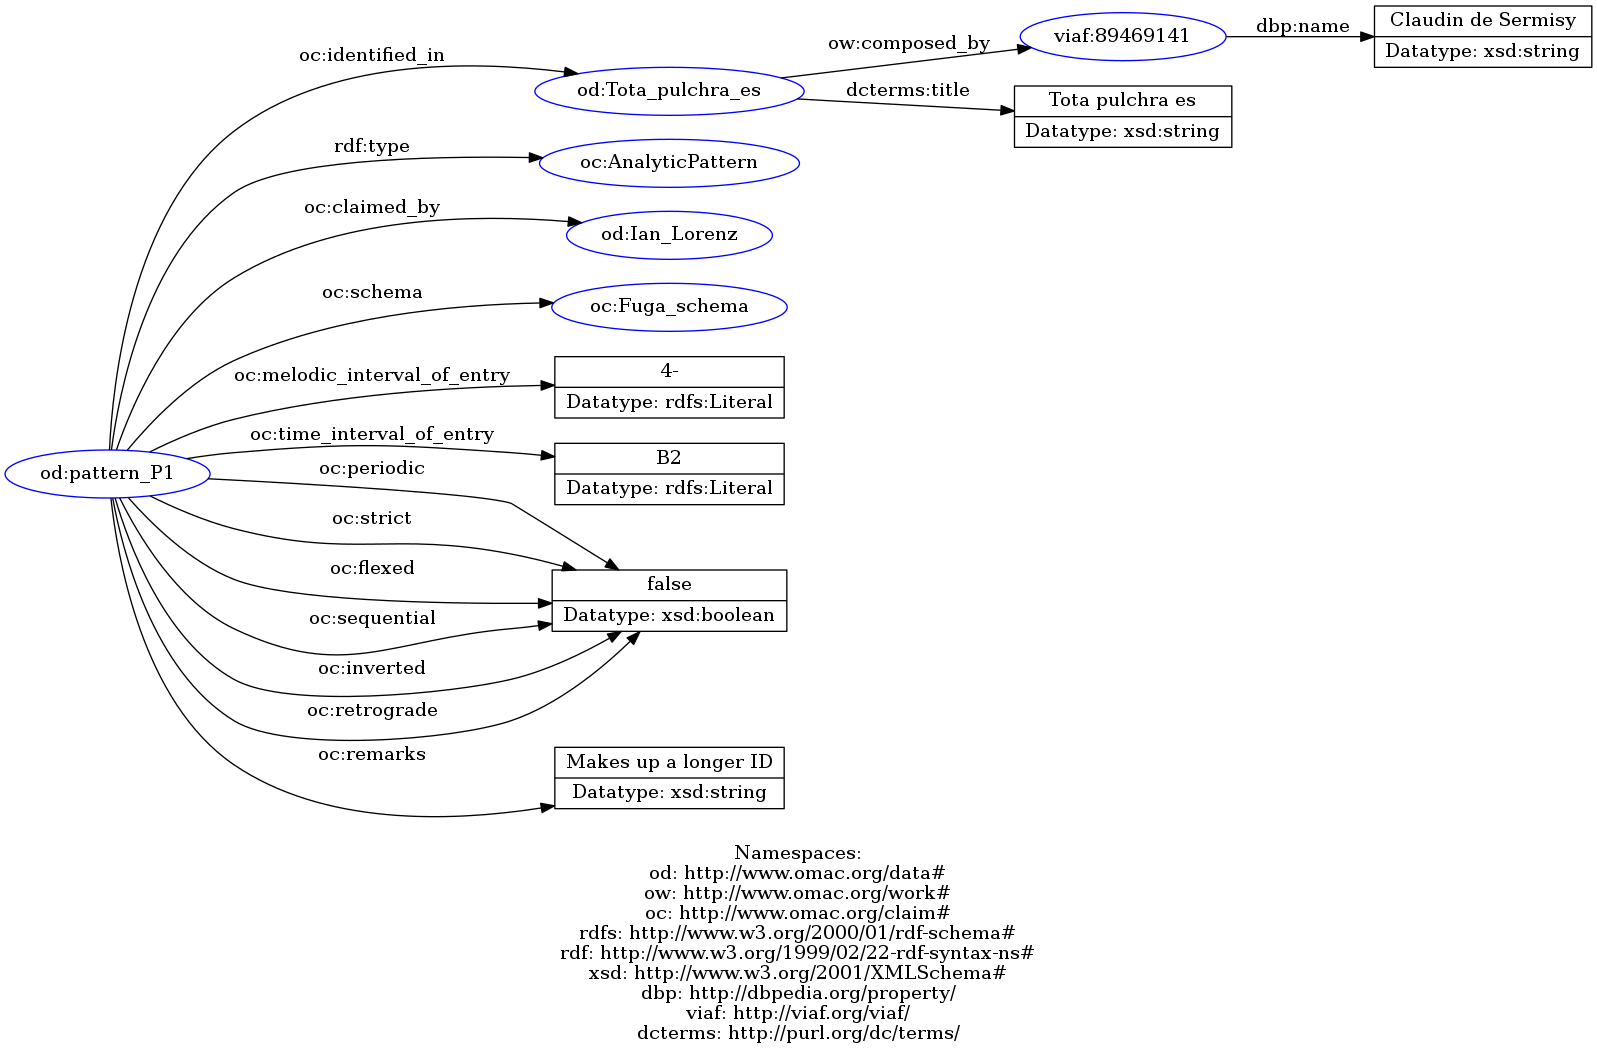 oc:identified_in
od:Tota_pulchra_es
ow:composed_by
viaf:89469141
dbp:name
Claudin de Sermisy
Datatype: xsd:string
dcterms:title
Tota pulchra es
Datatype: xsd:string
rdf:type
oc:AnalyticPattern
oc:claimed_by
od:Ian_Lorenz
oc:schema
oc:Fuga_schema
oc:melodic_interval_of_entry
4-
Datatype: rdfs:Literal
oc:time_interval_of_entry
B2
Datatype: rdfs:Literal
od:pattern_P1
oc:periodic
oc:strict
oc:flexed
oc:sequential
oc:inverted
oc:retrograde
false
Datatype: xsd:boolean
oc:remarks
Makes up a longer ID
Datatype: xsd:string
Namespaces:
od: http://www.omac.org/data#
ow: http://www.omac.org/work#
oc: http://www.omac.org/claim#
rdfs: http://www.w3.org/2000/01/rdf-schema#
rdf: http://www.w3.org/1999/02/22-rdf-syntax-ns#
xsd: http://www.w3.org/2001/XMLSchema#
dbp: http://dbpedia.org/property/
viaf: http://viaf.org/viaf/
dcterms: http://purl.org/dc/terms/